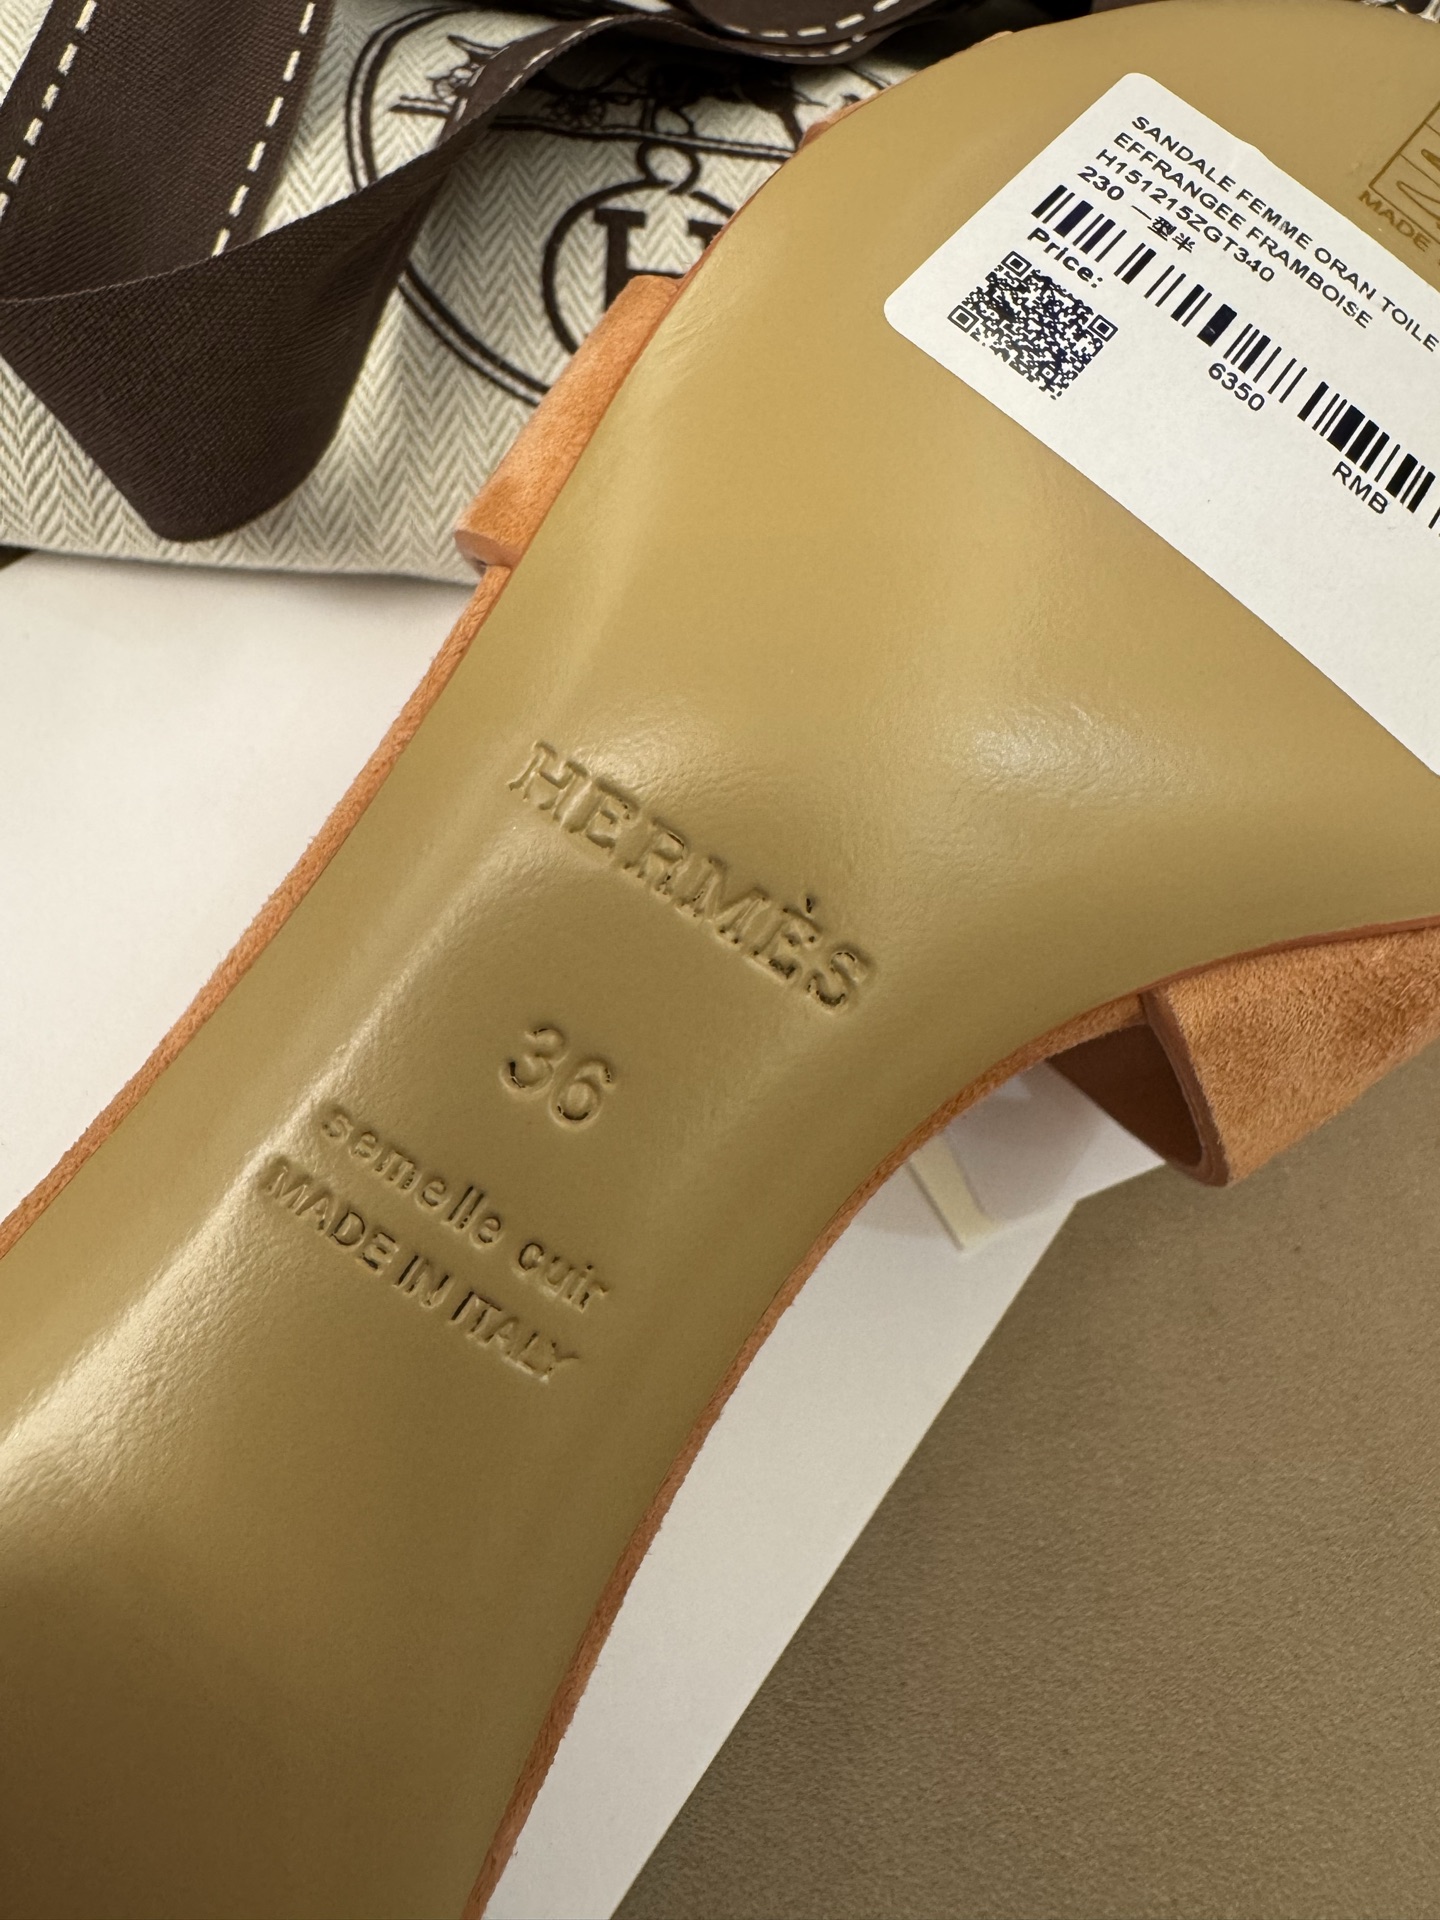 SANDALE FEMME ORAN TOILE
EFFRANGEE FRAMBOISE
H151215ZGT340
230 一型半
Price:
6350
RMB
MADE
HERMÈS
36
semelle cuir
MADE IN ITALY
H